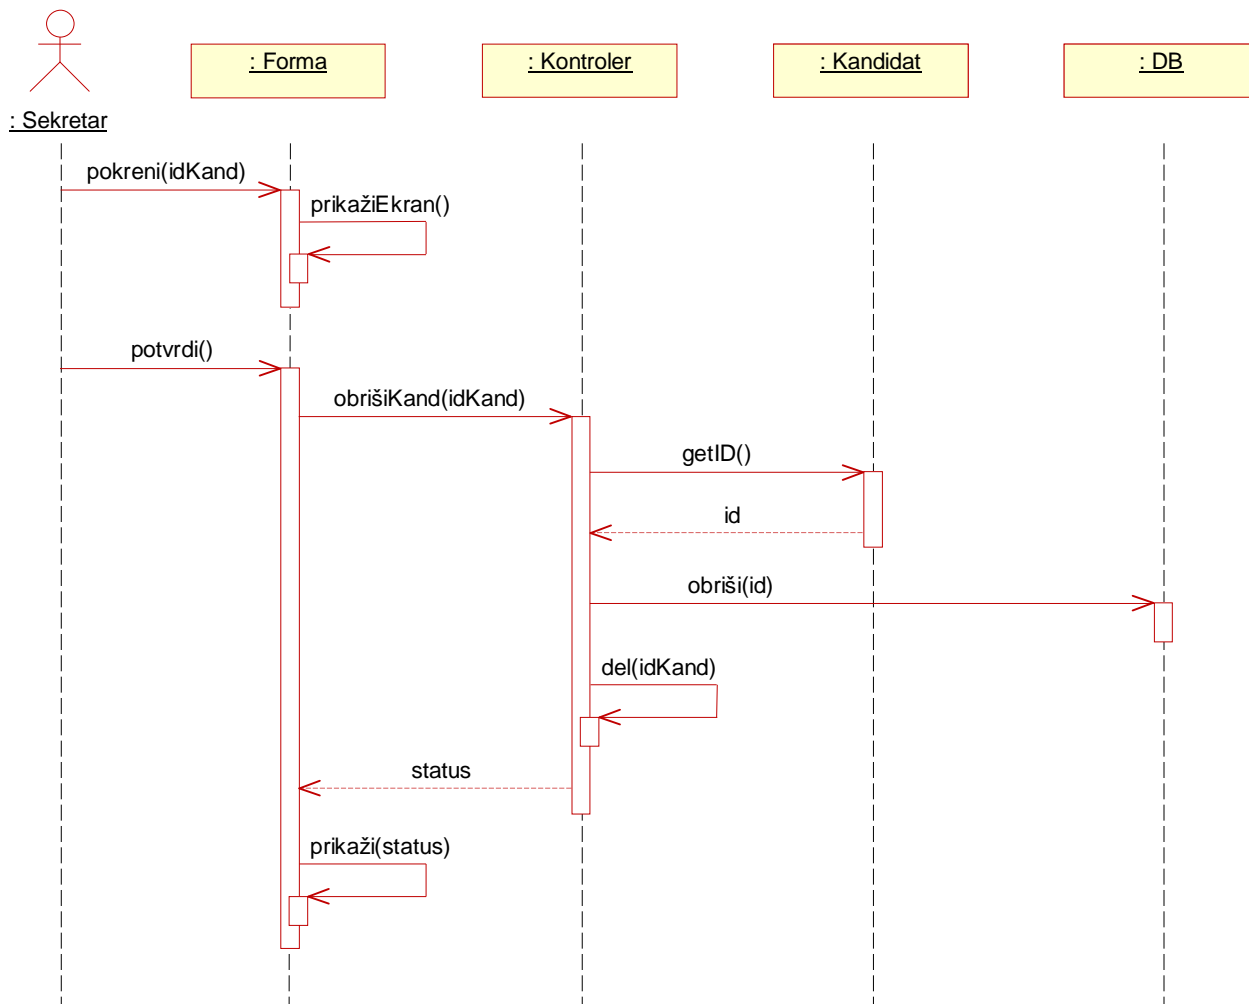 : Forma
: Kontroler
: Kandidat
: DB
: Sekretar
pokreni(idKand)
prikažiEkran()
potvrdi()
obrišiKand(idKand)
getID()
id
obriši(id)
del(idKand)
status
prikaži(status)